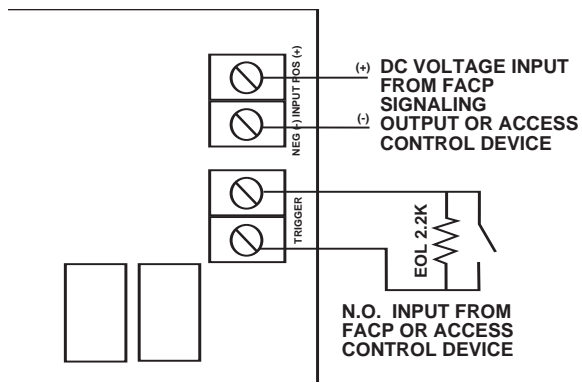 (+) DC VOLTAGE INPUT
FROM FACP
SIGNALING
(-) OUTPUT OR ACCESS
CONTROL DEVICE
NEG (-) INPUT POS (+)
TRIGGER
EOL 2.2K
N.O. INPUT FROM
FACP OR ACCESS
CONTROL DEVICE